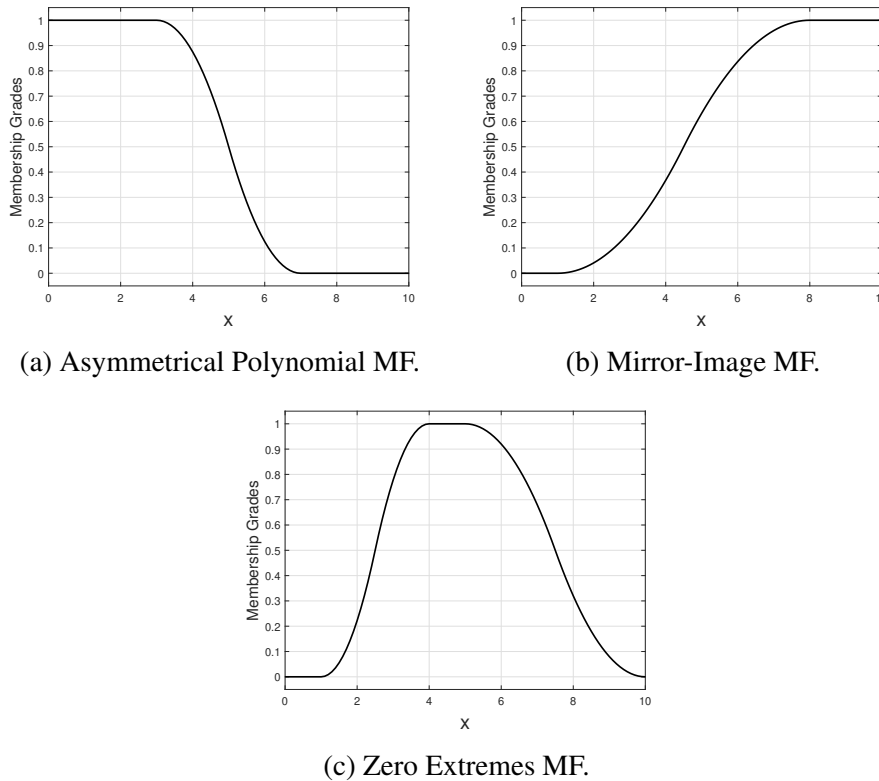 1
0.9
0.8
0.7
0.6
0.5
0.4
0.3
0.2
0.1
0
Membership Grades
0 2 4 6 8 10
X
(a) Asymmetrical Polynomial MF.
1
0.9
0.8
0.7
0.6
0.5
0.4
0.3
0.2
0.1
0
Membership Grades
0 2 4 6 8 10
X
(b) Mirror-Image MF.
1
0.9
0.8
0.7
0.6
0.5
0.4
0.3
0.2
0.1
0
Membership Grades
0 2 4 6 8 10
X
(c) Zero Extremes MF.